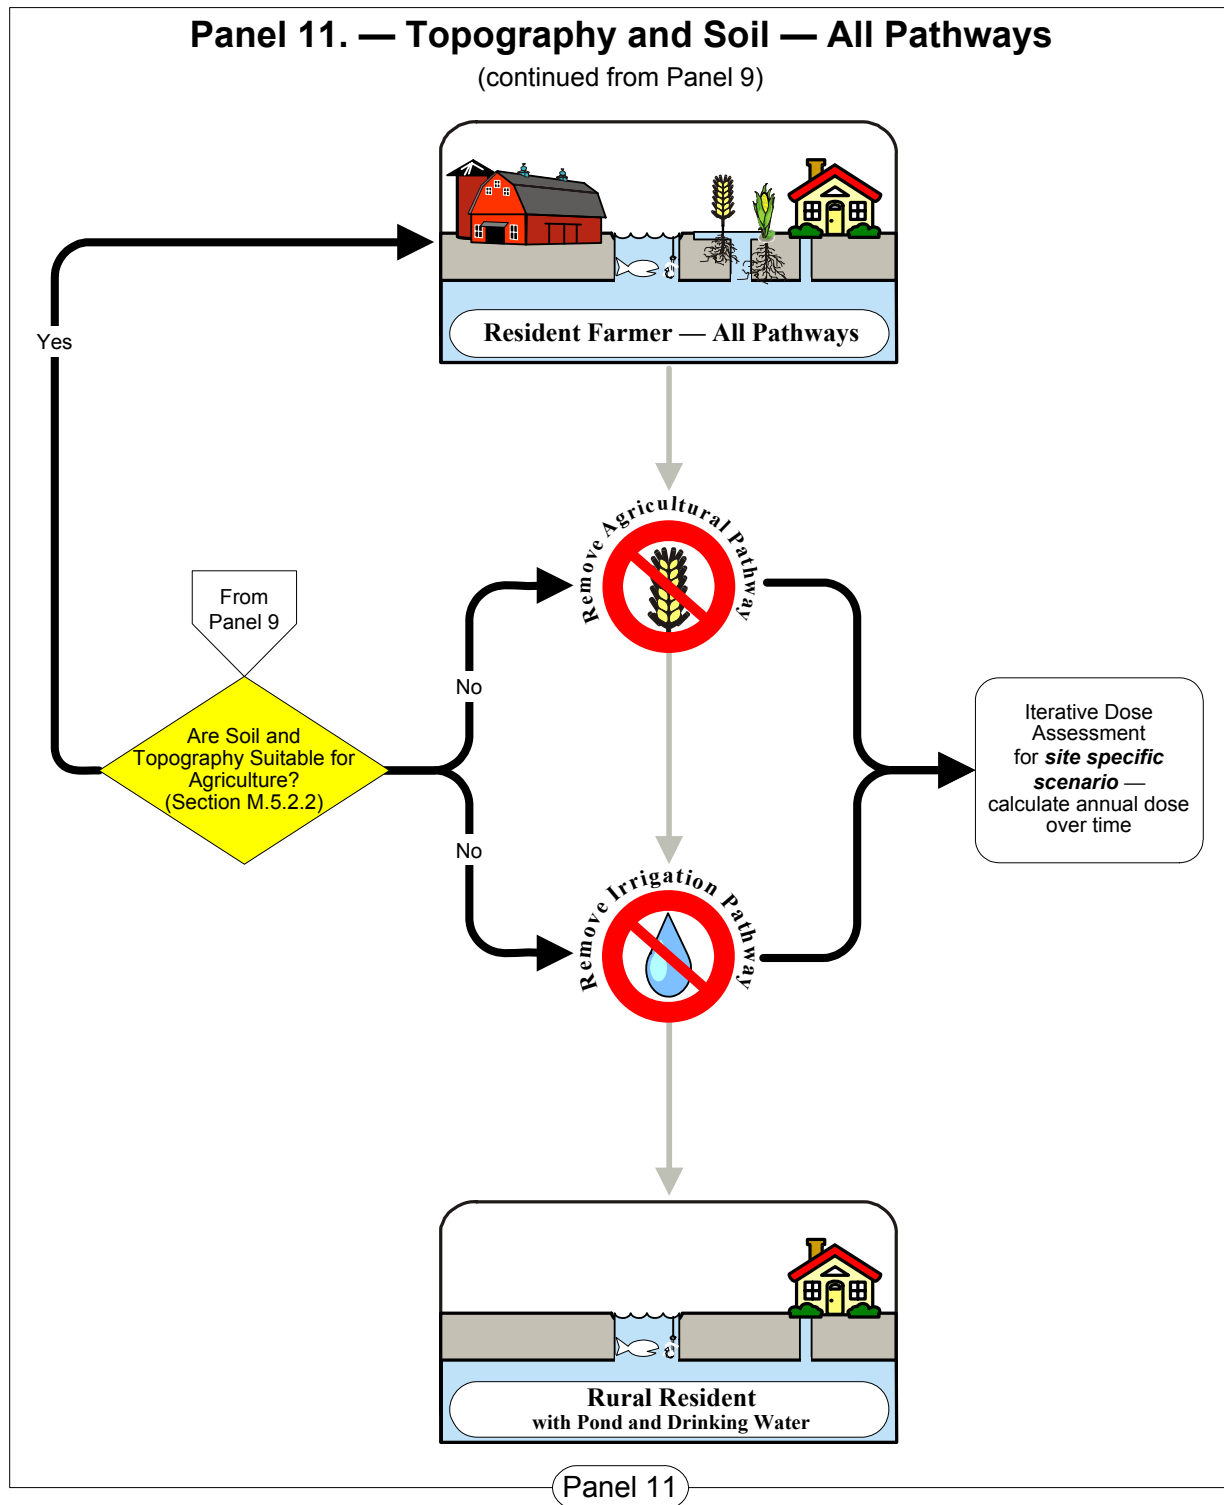 Panel 11. — Topography and Soil — All Pathways
(continued from Panel 9)
Resident Farmer — All Pathways
Yes
Remove Agricultural Pathway
From
Panel 9
No
Are Soil and
Topography Suitable for
Agriculture?
(Section M.5.2.2)
Iterative Dose
Assessment
for site specific
scenario —
calculate annual dose
over time
No
Remove Irrigation Pathway
Rural Resident
with Pond and Drinking Water
Panel 11